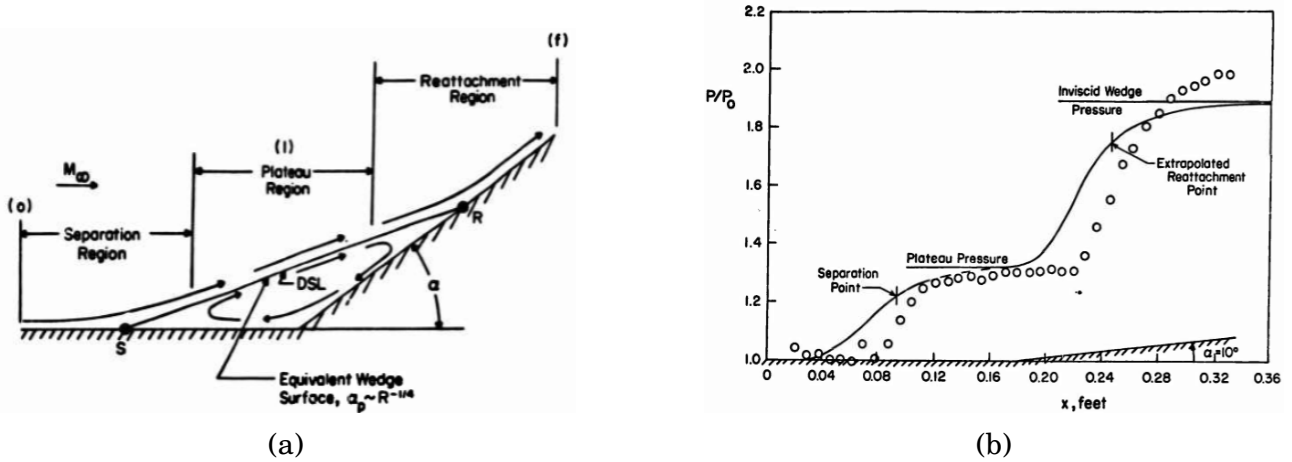 (f)
Reattachment
Region
(1)
Plateau
Region
M∞
(o)
Separation
Region
R
DSL
α
S
Equivalent Wedge
Surface, αp~R-1/4
(a)
2.2
2.0
P/P0
1.8
1.6
1.4
1.2
1.0
Inviscid Wedge
Pressure
Extrapolated
Reattachment
Point
Plateau Pressure
Separation
Point
αi=10°
0 0.04 0.08 0.12 0.16 0.20 0.24 0.28 0.32 0.36
x, feet
(b)